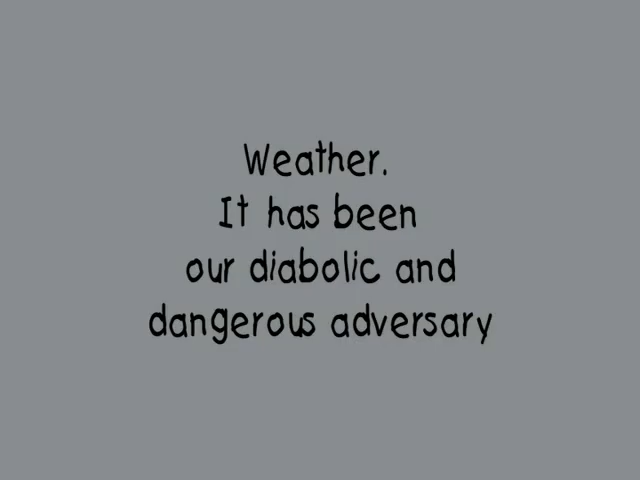 Weather.
It has been
our diabolic and
dangerous adversary